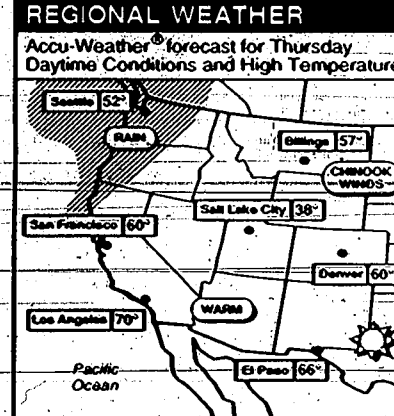 REGIONAL WEATHER
Accu-Weather® forecast for Thursday
Daytime Conditions and High Temperature
Seattle 52°
RAIN
Billings 57°
CHINOOK
WINDS
San Francisco 60°
Salt Lake City 38°
Denver 60°
Los Angeles 70°
WARM
El Paso 66°
Pacific
Ocean